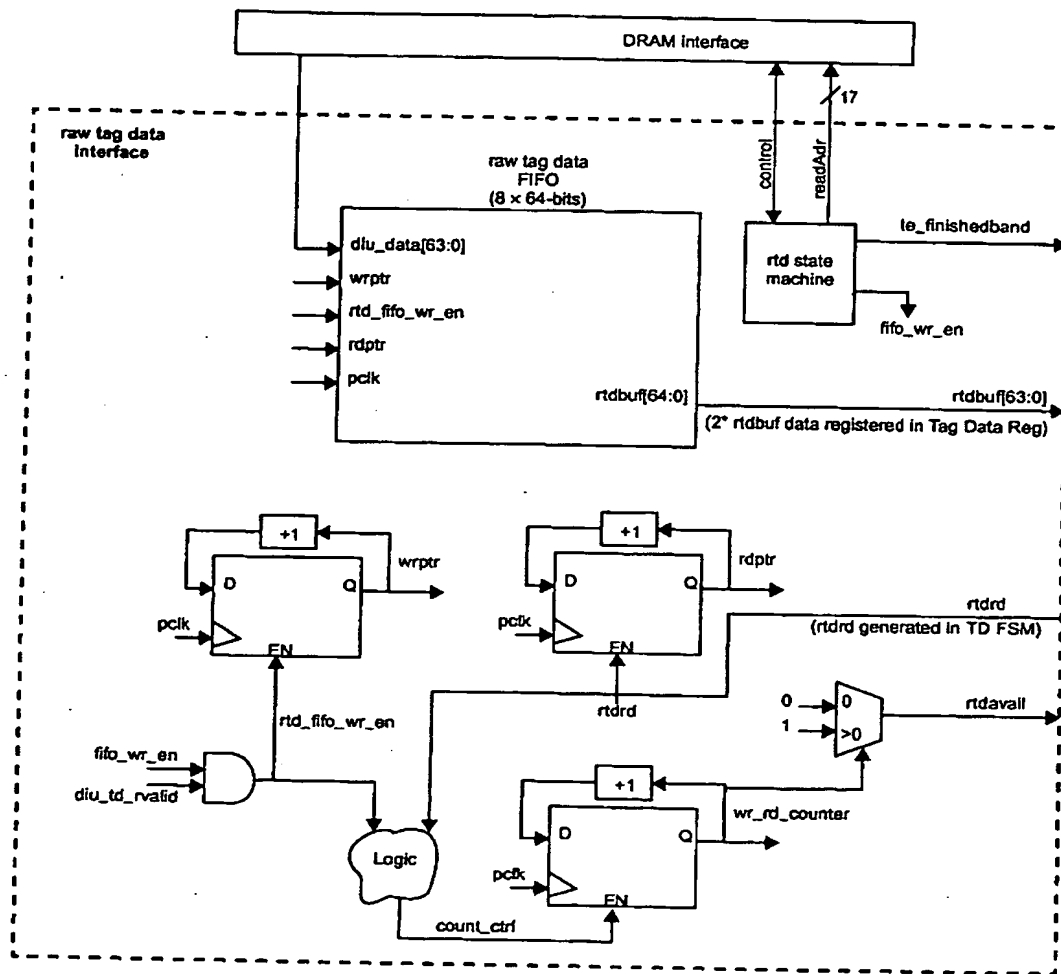 DRAM interface
17
raw tag data
interface
control
readAdr
raw tag data
FIFO
(8 × 64-bits)
diu_data[63:0]
wrptr
rtd_fifo_wr_en
rdptr
pclk
rtdbuf[64:0]
rtd state
machine
te_finishedband
fifo_wr_en
rtdbuf[63:0]
(2* rtdbuf data registered in Tag Data Reg)
+1
wrptr
D
Q
pclk
EN
+1
rdptr
D
Q
pclk
EN
rtdrd
(rtdrd generated in TD FSM)
rtdrd
rtd_fifo_wr_en
0
0
1
>0
rtdavail
fifo_wr_en
diu_td_rvalid
+1
wr_rd_counter
D
Q
Logic
pclk
EN
count_ctrl